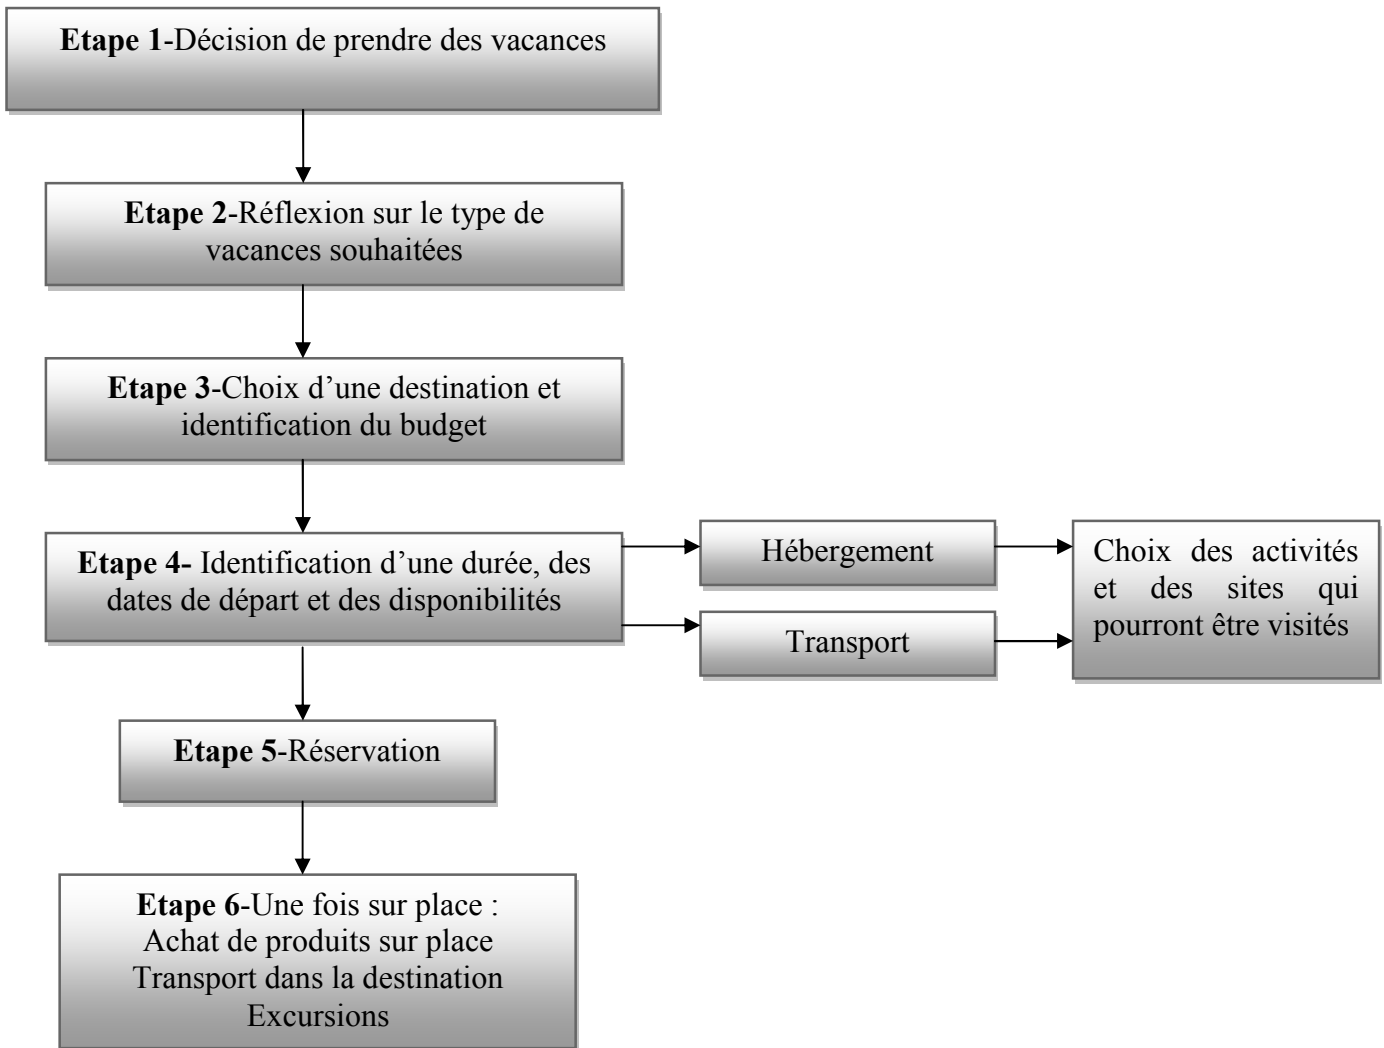 Etape 1-Décision de prendre des vacances
Etape 2-Réflexion sur le type de
vacances souhaitées
Etape 3-Choix d’une destination et
identification du budget
Etape 4- Identification d’une durée, des
dates de départ et des disponibilités
Hébergement
Transport
Choix des activités
et des sites qui
pourront être visités
Etape 5-Réservation
Etape 6-Une fois sur place :
Achat de produits sur place
Transport dans la destination
Excursions